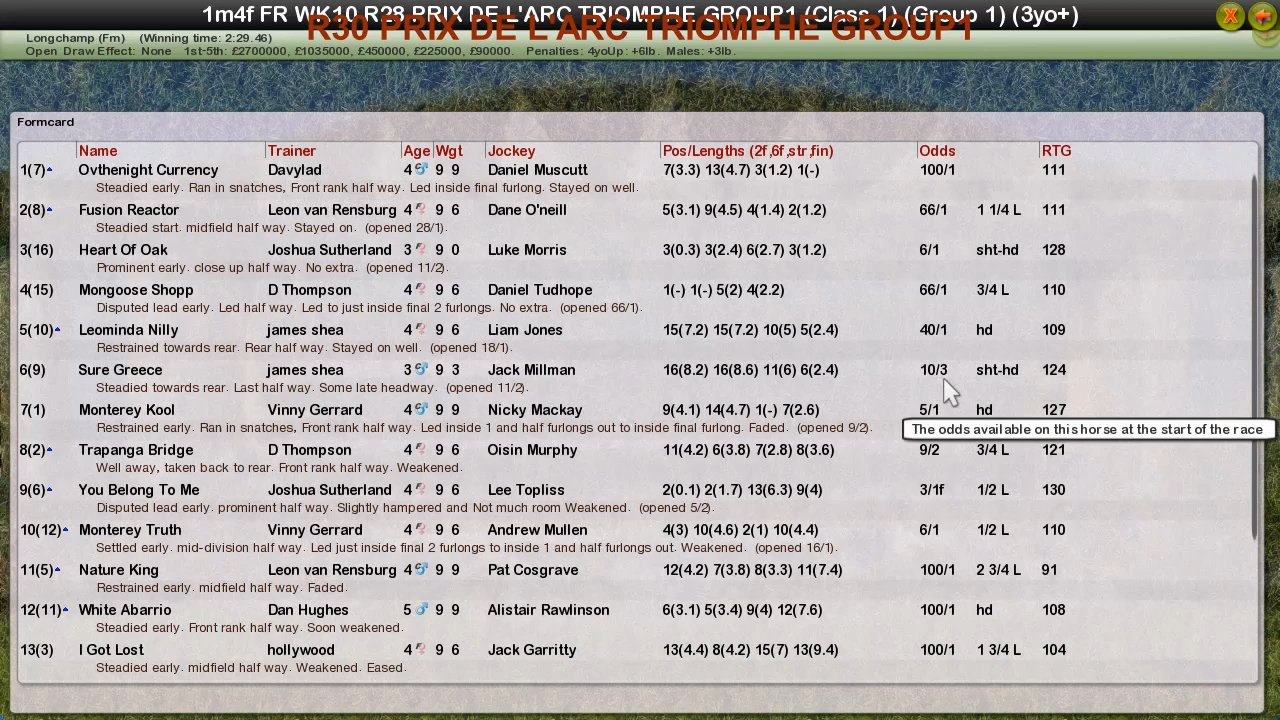 1m4f FR WK10 R28 PRIX DE L'ARC TRIOMPHE GROUP1 (Class 1) (Group 1) (3yo+)
R30 PRIX DE L'ARC TRIOMPHE GROUP1
Longchamp (Fm) (Winning time: 2:29.46)
Open Draw Effect: None 1st-5th: £2700000, £1035000, £450000, £225000, £90000. Penalties: 4yoUp: +6lb. Males: +3lb.
Formcard
Name Trainer Age Wgt Jockey Pos/Lengths (2f,6f,str,fin) Odds RTG
1(7) Ovthenight Currency Davylad 4 9 9 Daniel Muscutt 7(3.3) 13(4.7) 3(1.2) 1(-) 100/1 111
Steadied early. Ran in snatches, Front rank half way. Led inside final furlong. Stayed on well.
2(8) Fusion Reactor Leon van Rensburg 4 9 6 Dane O'neill 5(3.1) 9(4.5) 4(1.4) 2(1.2) 66/1 1 1/4 L 111
Steadied start. midfield half way. Stayed on. (opened 28/1).
3(16) Heart Of Oak Joshua Sutherland 3 9 0 Luke Morris 3(0.3) 3(2.4) 6(2.7) 3(1.2) 6/1 sht-hd 128
Prominent early. close up half way. No extra. (opened 11/2).
4(15) Mongoose Shopp D Thompson 4 9 6 Daniel Tudhope 1(-) 1(-) 5(2) 4(2.2) 66/1 3/4 L 110
Disputed lead early. Led half way. Led to just inside final 2 furlongs. No extra. (opened 66/1).
5(10) Leominda Nilly james shea 4 9 6 Liam Jones 15(7.2) 15(7.2) 10(5) 5(2.4) 40/1 hd 109
Restrained towards rear. Rear half way. Stayed on well. (opened 18/1).
6(9) Sure Greece james shea 3 9 3 Jack Millman 16(8.2) 16(8.6) 11(6) 6(2.4) 10/3 sht-hd 124
Steadied towards rear. Last half way. Some late headway. (opened 11/2).
7(1) Monterey Kool Vinny Gerrard 4 9 9 Nicky Mackay 9(4.1) 14(4.7) 1(-) 7(2.6) 5/1 hd 127
Restrained early. Ran in snatches, Front rank half way. Led inside 1 and half furlongs out to inside final furlong. Faded. (opened 9/2).
The odds available on this horse at the start of the race
8(2) Trapanga Bridge D Thompson 4 9 6 Oisin Murphy 11(4.2) 6(3.8) 7(2.8) 8(3.6) 9/2 3/4 L 121
Well away, taken back to rear. Front rank half way. Weakened.
9(6) You Belong To Me Joshua Sutherland 4 9 6 Lee Topliss 2(0.1) 2(1.7) 13(6.3) 9(4) 3/1f 1/2 L 130
Disputed lead early. prominent half way. Slightly hampered and Not much room Weakened. (opened 5/2).
10(12) Monterey Truth Vinny Gerrard 4 9 6 Andrew Mullen 4(3) 10(4.6) 2(1) 10(4.4) 6/1 1/2 L 110
Settled early. mid-division half way. Led just inside final 2 furlongs to inside 1 and half furlongs out. Weakened. (opened 16/1).
11(5) Nature King Leon van Rensburg 4 9 9 Pat Cosgrave 12(4.2) 7(3.8) 8(3.3) 11(7.4) 100/1 2 3/4 L 91
Restrained early. midfield half way. Faded.
12(11) White Abarrio Dan Hughes 5 9 9 Alistair Rawlinson 6(3.1) 5(3.4) 9(4) 12(7.6) 100/1 hd 108
Steadied early. Front rank half way. Soon weakened.
13(3) I Got Lost hollywood 4 9 6 Jack Garritty 13(4.4) 8(4.2) 15(7) 13(9.4) 100/1 1 3/4 L 104
Steadied early. midfield half way. Weakened. Eased.